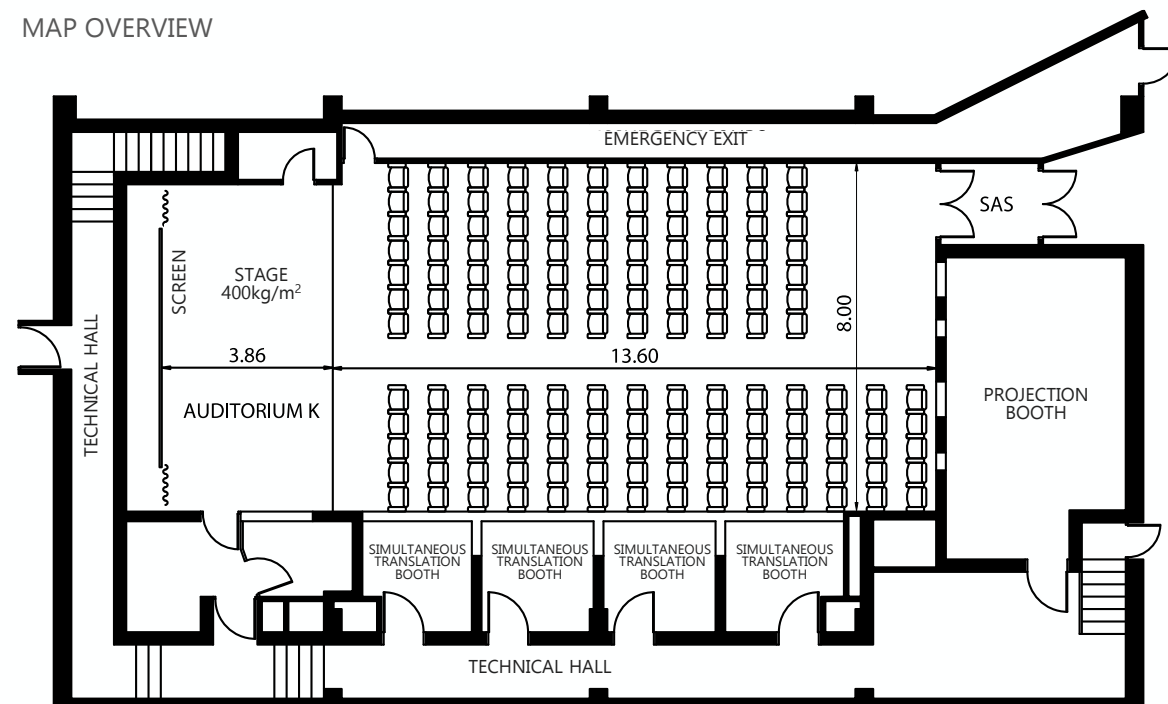 MAP OVERVIEW
EMERGENCY EXIT
SAS
SCREEN
STAGE
400kg/m²
8.00
TECHNICAL HALL
3.86
13.60
AUDITORIUM K
PROJECTION
BOOTH
SIMULTANEOUS
TRANSLATION
BOOTH
SIMULTANEOUS
TRANSLATION
BOOTH
SIMULTANEOUS
TRANSLATION
BOOTH
SIMULTANEOUS
TRANSLATION
BOOTH
TECHNICAL HALL